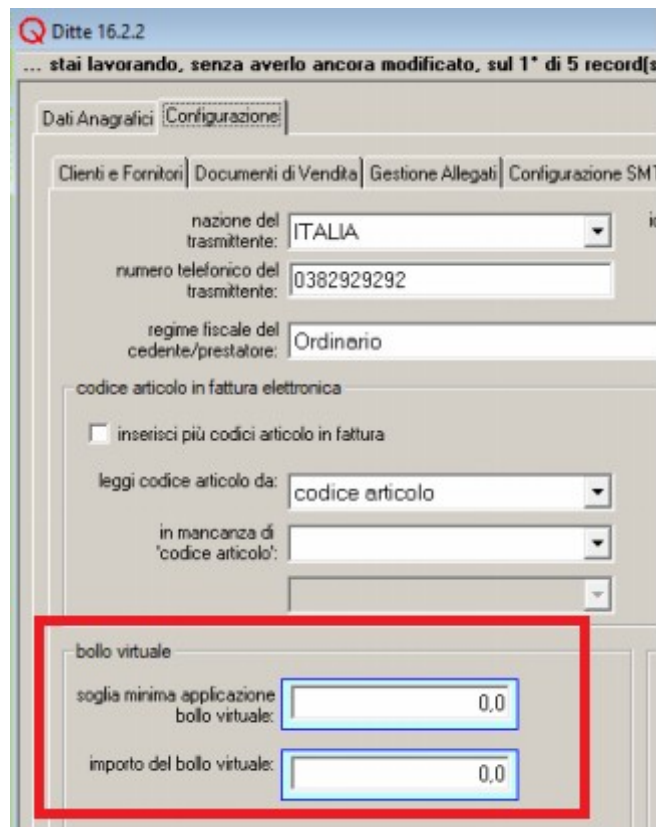 Ditte 16.2.2
... stai lavorando, senza averlo ancora modificato, sul 1° di 5 record(s
Dati Anagrafici Configurazione
Clienti e Fornitori Documenti di Vendita Gestione Allegati Configurazione SMT
nazione del
trasmittente:
ITALIA
numero telefonico del
trasmittente:
0382929292
regime fiscale del
cedente/prestatore:
Ordinario
codice articolo in fattura elettronica
inserisci più codici articolo in fattura
leggi codice articolo da:
codice articolo
in mancanza di
'codice articolo':
bollo virtuale
soglia minima applicazione
bollo virtuale:
0,0
importo del bollo virtuale:
0,0